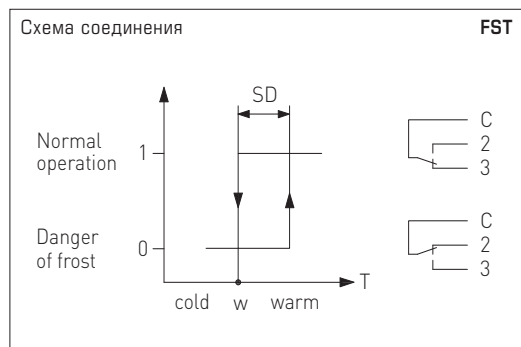 Схема соединения FST
SD
Normal
operation
1
C
2
3
Danger
of frost
0
C
2
3
T
cold w warm